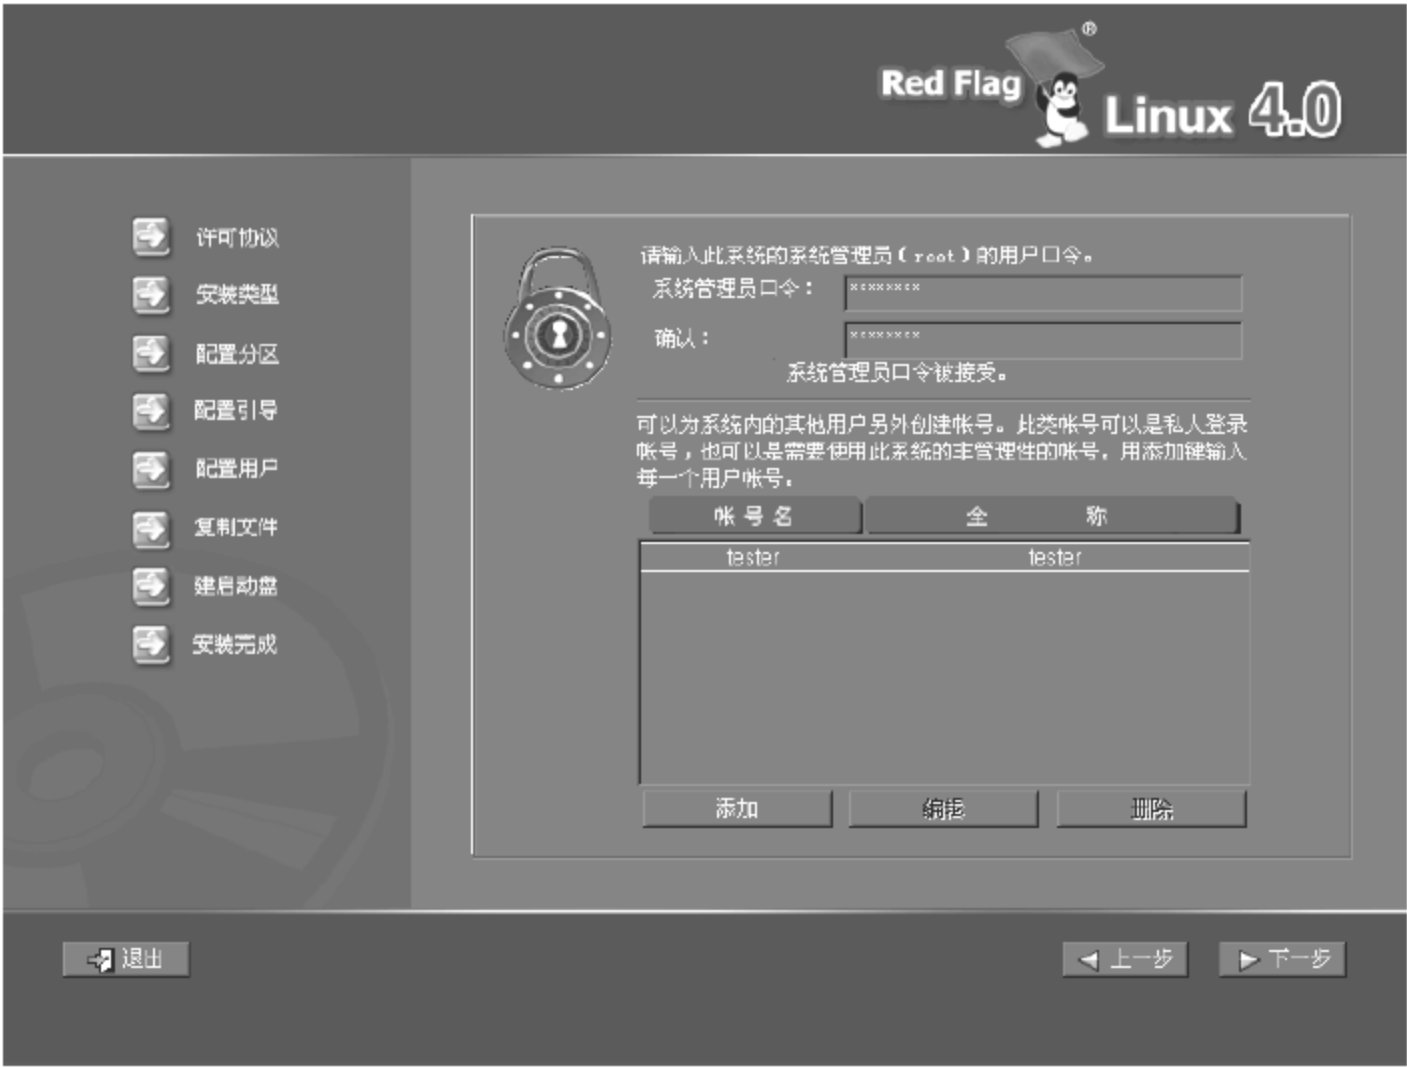 Red Flag
®
Linux 4.0
许可协议
安装类型
配置分区
配置引导
配置用户
复制文件
建启动盘
安装完成
请输入此系统的系统管理员(root)的用户口令。
系统管理员口令: ********
确认: ********
系统管理员口令被接受。
可以为系统内的其他用户另外创建帐号。此类帐号可以是私人登录
帐号,也可以是需要使用此系统的非管理性的帐号。用添加键输入
每一个用户帐号。
帐号名 全 称
tester tester
添加 编辑 删除
退出 上一步 下一步